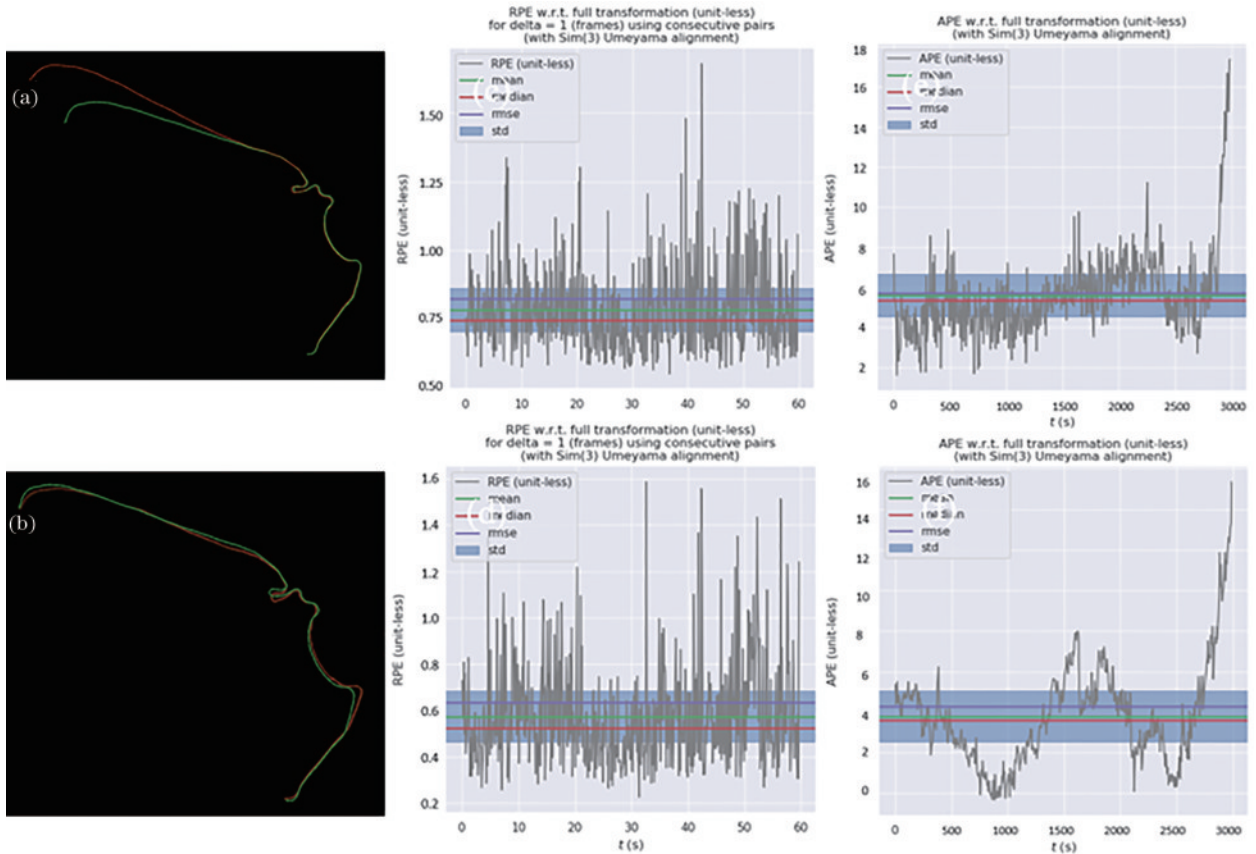 (a)
RPE w.r.t. full transformation (unit-less)
for delta = 1 (frames) using consecutive pairs
(with Sim(3) Umeyama alignment)
RPE (unit-less)
mean
median
rmse
std
(c)
RPE (unit-less)
1.50
1.25
1.00
0.75
0.50
0 10 20 30 40 50 60
t (s)
APE w.r.t. full transformation (unit-less)
(with Sim(3) Umeyama alignment)
APE (unit-less)
mean
median
rmse
std
(e)
APE (unit-less)
18
16
14
12
10
8
6
4
2
0 500 1000 1500 2000 2500 3000
t (s)
(b)
RPE w.r.t. full transformation (unit-less)
for delta = 1 (frames) using consecutive pairs
(with Sim(3) Umeyama alignment)
RPE (unit-less)
mean
median
rmse
std
(d)
RPE (unit-less)
1.6
1.4
1.2
1.0
0.8
0.6
0.4
0.2
0 10 20 30 40 50 60
t (s)
APE w.r.t. full transformation (unit-less)
(with Sim(3) Umeyama alignment)
APE (unit-less)
mean
median
rmse
std
APE (unit-less)
16
14
12
10
8
6
4
2
0
0 500 1000 1500 2000 2500 3000
t (s)